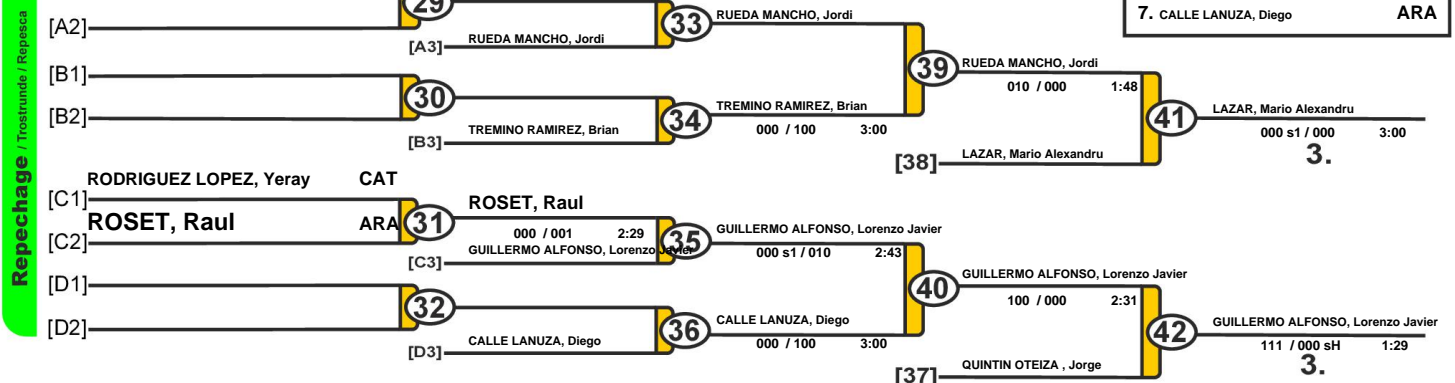 Repechage / Trostrunde / Repesca
7. CALLE LANUZA, Diego ARA
[A2]
29
[A3] RUEDA MANCHO, Jordi
33
RUEDA MANCHO, Jordi
[B1]
[B2]
30
[B3] TREMINO RAMIREZ, Brian
34
TREMINO RAMIREZ, Brian
000 / 100 3:00
39
RUEDA MANCHO, Jordi
010 / 000 1:48
[38] LAZAR, Mario Alexandru
41
LAZAR, Mario Alexandru
000 s1 / 000 3:00
3.
[C1] RODRIGUEZ LOPEZ, Yeray CAT
[C2] ROSET, Raul ARA
31
ROSET, Raul
000 / 001 2:29
[C3] GUILLERMO ALFONSO, Lorenzo Javier
35
GUILLERMO ALFONSO, Lorenzo Javier
000 s1 / 010 2:43
[D1]
[D2]
32
[D3] CALLE LANUZA, Diego
36
CALLE LANUZA, Diego
000 / 100 3:00
40
GUILLERMO ALFONSO, Lorenzo Javier
100 / 000 2:31
[37] QUINTIN OTEIZA , Jorge
42
GUILLERMO ALFONSO, Lorenzo Javier
111 / 000 sH 1:29
3.